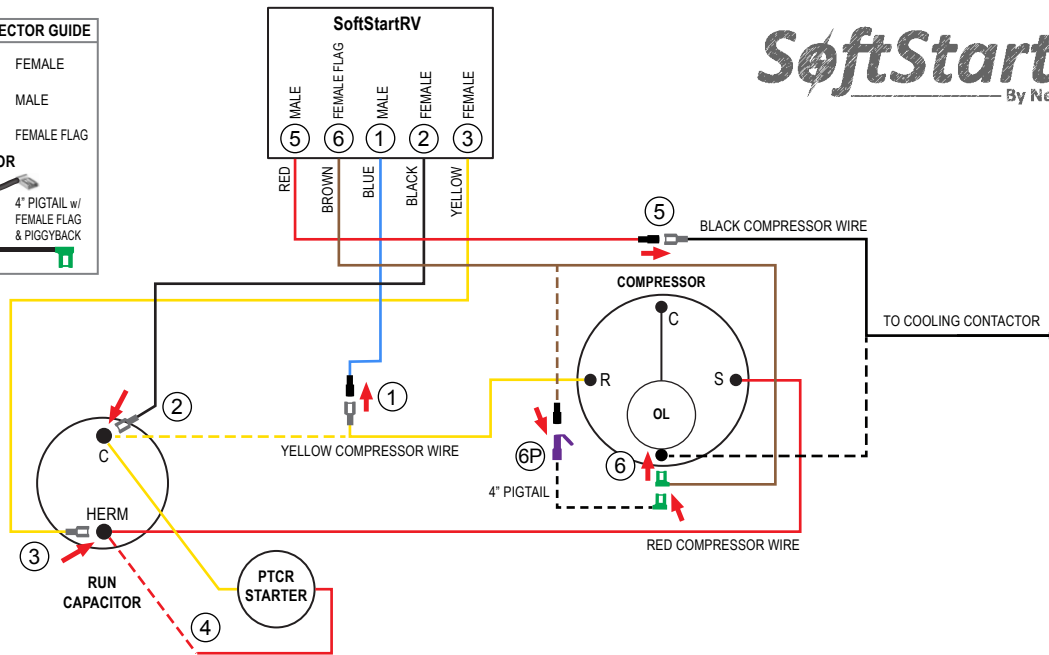 SoftStartRV
MALE
FEMALE FLAG
MALE
FEMALE
FEMALE
5
6
1
2
3
RED
BROWN
BLUE
BLACK
YELLOW
GUIDE
FEMALE
MALE
FEMALE FLAG
4" PIGTAIL w/
FEMALE FLAG
& PIGGYBACK
SoftStart
By
5
BLACK COMPRESSOR WIRE
COMPRESSOR
C
TO COOLING CONTACTOR
R
S
OL
1
2
C
YELLOW COMPRESSOR WIRE
6P
6
4" PIGTAIL
HERM
3
RED COMPRESSOR WIRE
RUN
CAPACITOR
PTCR
STARTER
4